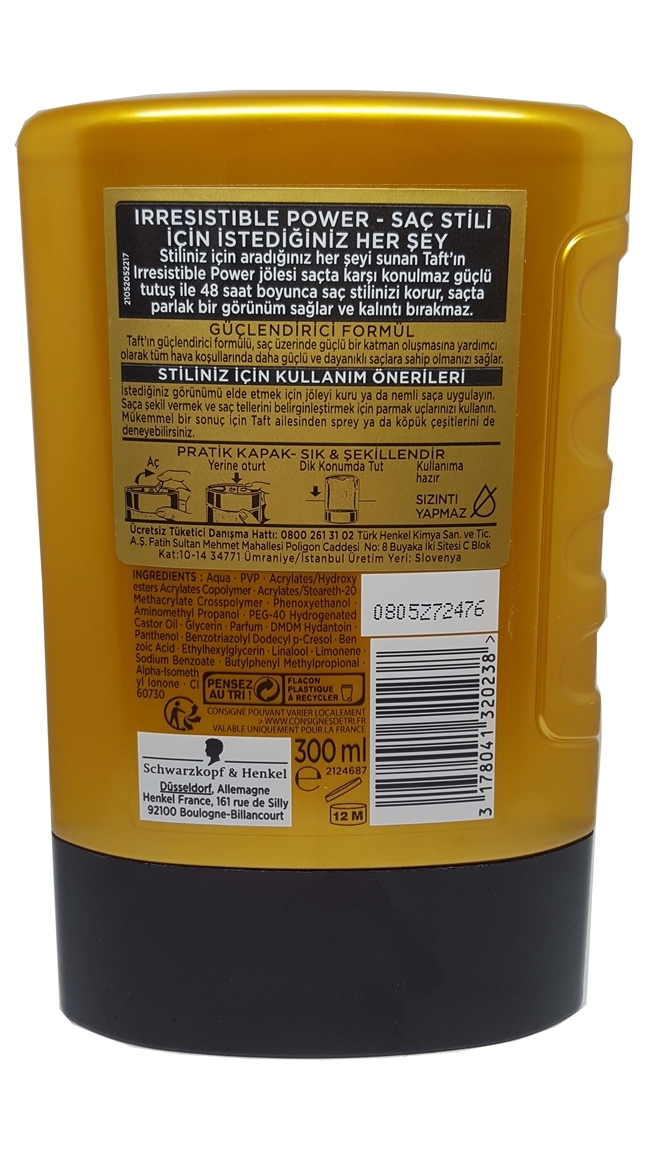 IRRESISTIBLE POWER - SAÇ STİLİ
İÇİN İSTEDİĞİNİZ HER ŞEY
Stiliniz için aradığınız her şeyi sunan Taft'ın
Irresistible Power jölesi saçta karşı konulmaz güçlü
tutuş ile 48 saat boyunca saç stilinizi korur, saçta
parlak bir görünüm sağlar ve kalıntı bırakmaz.
21052052217
GÜÇLENDİRİCİ FORMÜL
Taft'ın güçlendirici formülü, saç üzerinde güçlü bir katman oluşmasına yardımcı
olarak tüm hava koşullarında daha güçlü ve dayanıklı saçlara sahip olmanızı sağlar.
STİLİNİZ İÇİN KULLANIM ÖNERİLERİ
İstediğiniz görünümü elde etmek için jöleyi kuru ya da nemli saça uygulayın.
Saça şekil vermek ve saç tellerini belirginleştirmek için parmak uçlarınızı kullanın.
Mükemmel bir sonuç için Taft ailesinden sprey ya da köpük çeşitlerini de
deneyebilirsiniz.
PRATİK KAPAK- SIK & ŞEKİLLENDİR
Aç Yerine oturt Dik Konumda Tut Kullanıma
hazır
SIZINTI
YAPMAZ
Ücretsiz Tüketici Danışma Hattı: 0800 261 31 02 Türk Henkel Kimya San. ve Tic.
A.Ş. Fatih Sultan Mehmet Mahallesi Poligon Caddesi No: 8 Buyaka İki Sitesi C Blok
Kat:10-14 34771 Ümraniye/İstanbul Üretim Yeri: Slovenya
INGREDIENTS : Aqua · PVP · Acrylates/Hydroxy
esters Acrylates Copolymer · Acrylates/Steareth-20
Methacrylate Crosspolymer · Phenoxyethanol ·
Aminomethyl Propanol · PEG-40 Hydrogenated
Castor Oil · Glycerin · Parfum · DMDM Hydantoin ·
Panthenol · Benzotriazolyl Dodecyl p-Cresol · Ben
zoic Acid · Ethylhexylglycerin · Linalool · Limonene ·
Sodium Benzoate · Butylphenyl Methylpropional ·
Alpha-Isometh
yl Ionone · CI
60730
0805Z72476
PENSEZ
AU TRI !
FLACON
PLASTIQUE
À RECYCLER
CONSIGNE POUVANT VARIER LOCALEMENT
> WWW.CONSIGNESDETRI.FR
VALABLE UNIQUEMENT POUR LA FRANCE
Schwarzkopf & Henkel
Düsseldorf, Allemagne
Henkel France, 161 rue de Silly
92100 Boulogne-Billancourt
300 ml
e 2124687
12 M
3 178041 320238 >